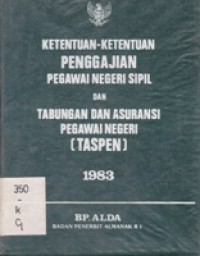 KETENTUAN-KETENTUAN
PENGGAJIAN
PEGAWAI NEGERI SIPIL
DAN
TABUNGAN DAN ASURANSI
PEGAWAI NEGERI
(TASPEN)
1983
350
-
k
G
BP. ALDA
BADAN PENERBIT ALMANAK R I